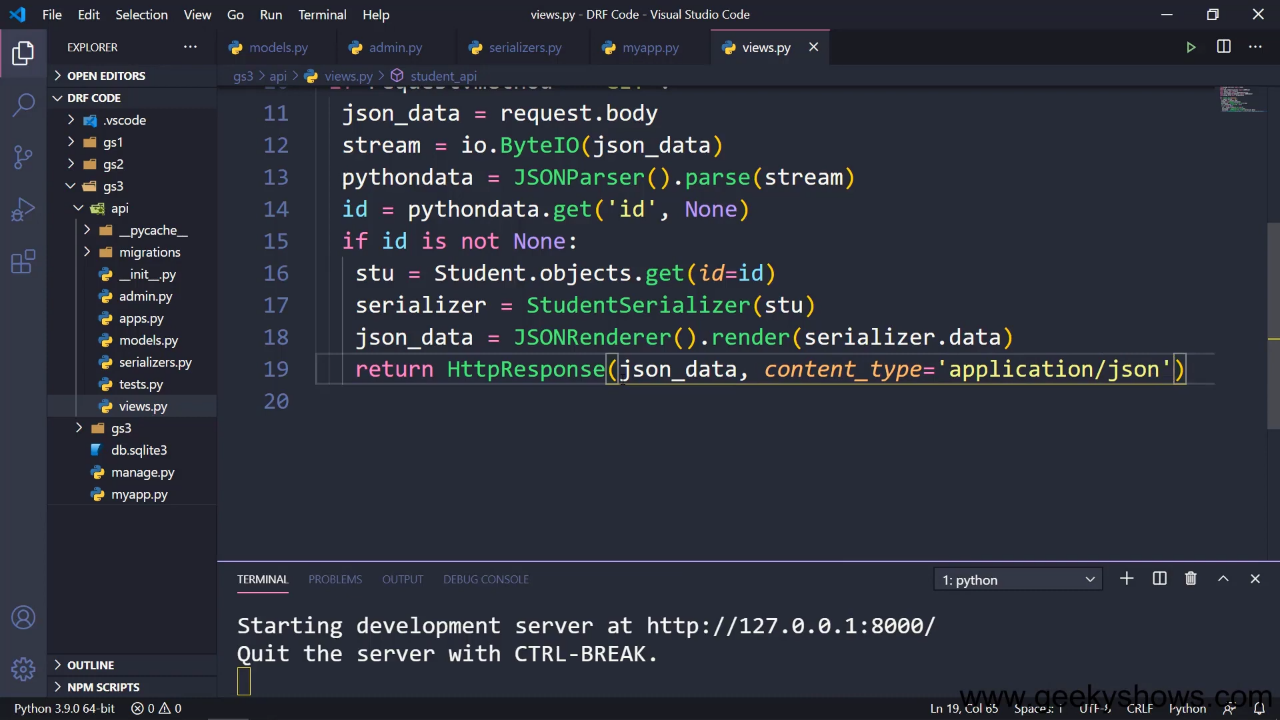 File Edit Selection View Go Run Terminal Help views.py - DRF Code - Visual Studio Code
EXPLORER
models.py admin.py serializers.py myapp.py views.py
OPEN EDITORS
gs3 > api > views.py > student_api
DRF CODE
.vscode
gs1
gs2
gs3
api
__pycache__
migrations
__init__.py
admin.py
apps.py
models.py
serializers.py
tests.py
views.py
gs3
db.sqlite3
manage.py
myapp.py
OUTLINE
NPM SCRIPTS
11 json_data = request.body
12 stream = io.ByteIO(json_data)
13 pythondata = JSONParser().parse(stream)
14 id = pythondata.get('id', None)
15 if id is not None:
16 stu = Student.objects.get(id=id)
17 serializer = StudentSerializer(stu)
18 json_data = JSONRenderer().render(serializer.data)
19 return HttpResponse(json_data, content_type='application/json')
20
TERMINAL PROBLEMS OUTPUT DEBUG CONSOLE 1: python
Starting development server at http://127.0.0.1:8000/
Quit the server with CTRL-BREAK.
www.geekyshows.com
Python 3.9.0 64-bit 0 0 Ln 19, Col 65 Spaces: 1 UTF-8 CRLF Python